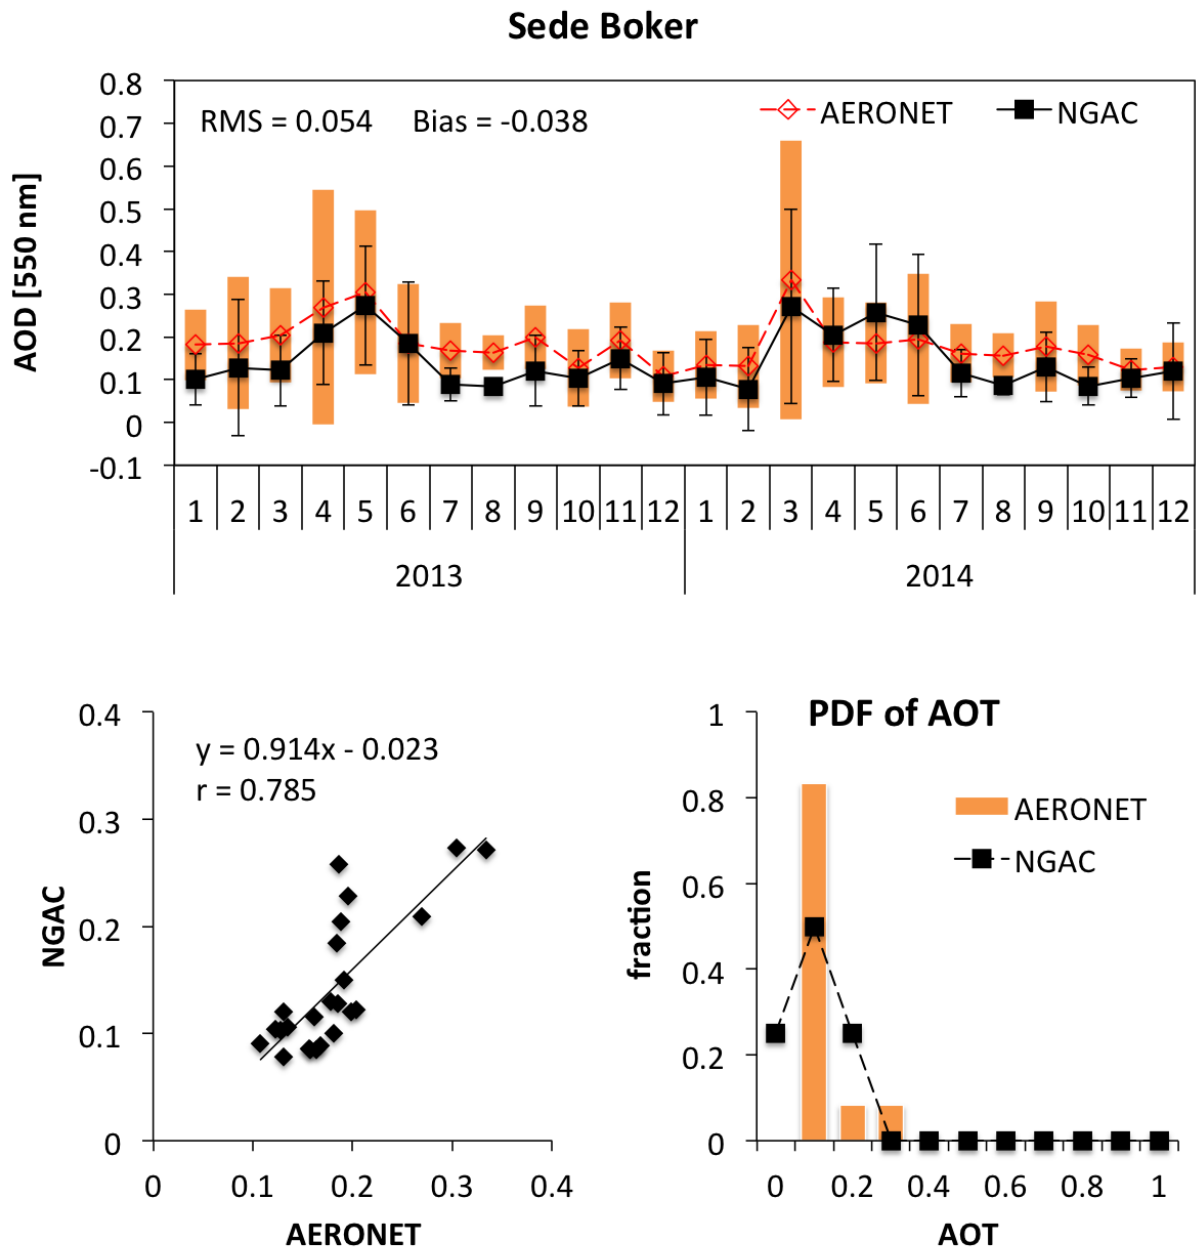 Sede Boker
AOD [550 nm]
0.8
0.7
0.6
0.5
0.4
0.3
0.2
0.1
0
-0.1
RMS = 0.054 Bias = -0.038
AERONET NGAC
1 2 3 4 5 6 7 8 9 10 11 12 1 2 3 4 5 6 7 8 9 10 11 12
2013 2014
NGAC
0.4
0.3
0.2
0.1
0
y = 0.914x - 0.023
r = 0.785
0 0.1 0.2 0.3 0.4
AERONET
PDF of AOT
fraction
1
0.8
0.6
0.4
0.2
0
AERONET
NGAC
0 0.2 0.4 0.6 0.8 1
AOT